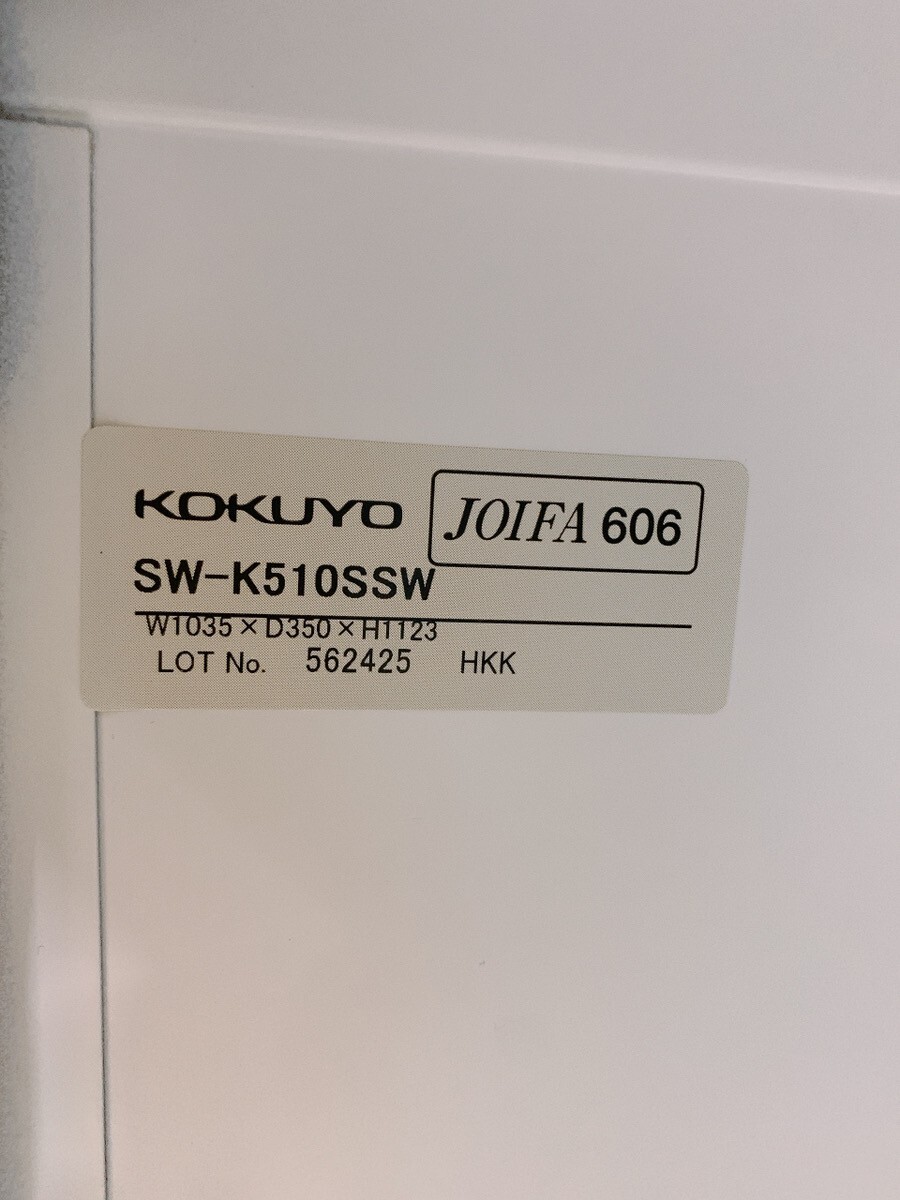 KOKUYO JOIFA 606
SW-K510SSW
W1035×D350×H1123
LOT No. 562425 HKK